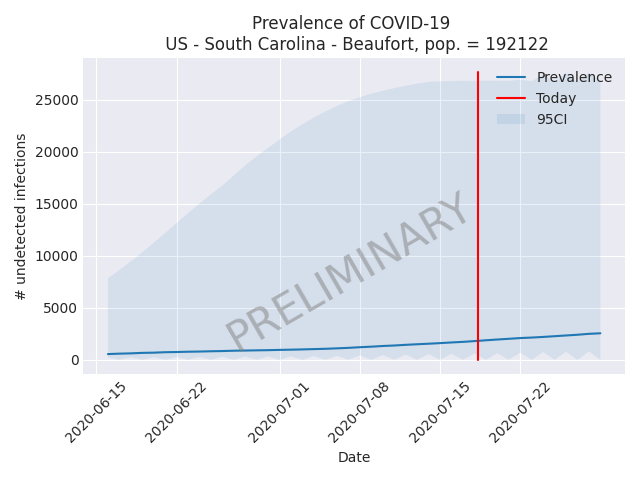 Prevalence of COVID-19
US - South Carolina - Beaufort, pop. = 192122
Prevalence
Today
95CI
25000
20000
15000
10000
5000
0
# undetected infections
PRELIMINARY
2020-06-15
2020-06-22
2020-07-01
2020-07-08
2020-07-15
2020-07-22
Date